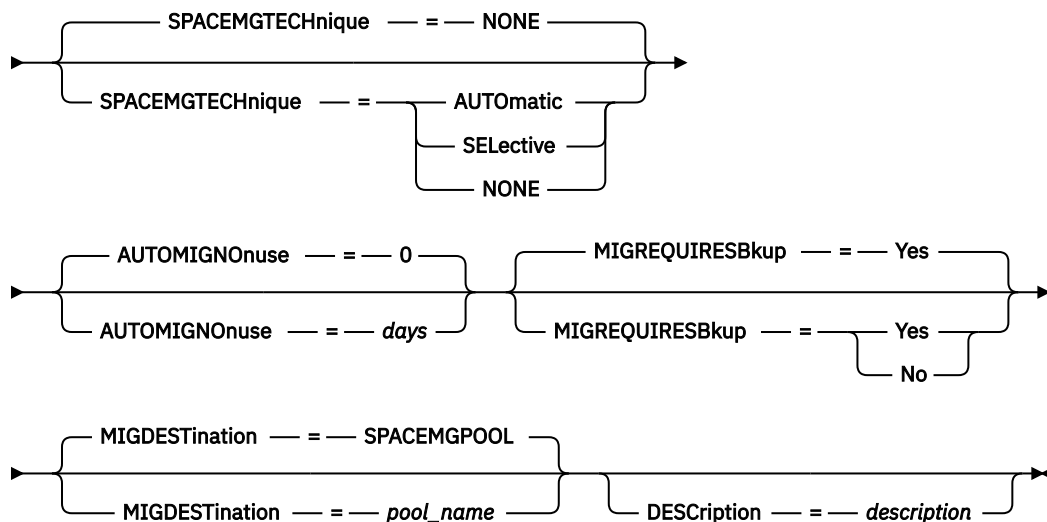 SPACEMGTECHnique = NONE
SPACEMGTECHnique = AUTOmatic
SELective
NONE
AUTOMIGNOnuse = 0 MIGREQUIRESBkup = Yes
AUTOMIGNOnuse = days MIGREQUIRESBkup = Yes
No
MIGDESTination = SPACEMGPOOL
MIGDESTination = pool_name DESCription = description